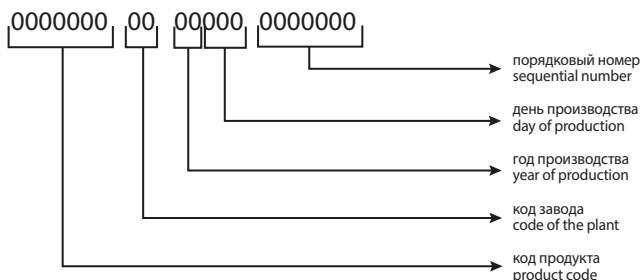 0000000 00 00000 0000000
порядковый номер
sequential number
день производства
day of production
год производства
year of production
код завода
code of the plant
код продукта
product code